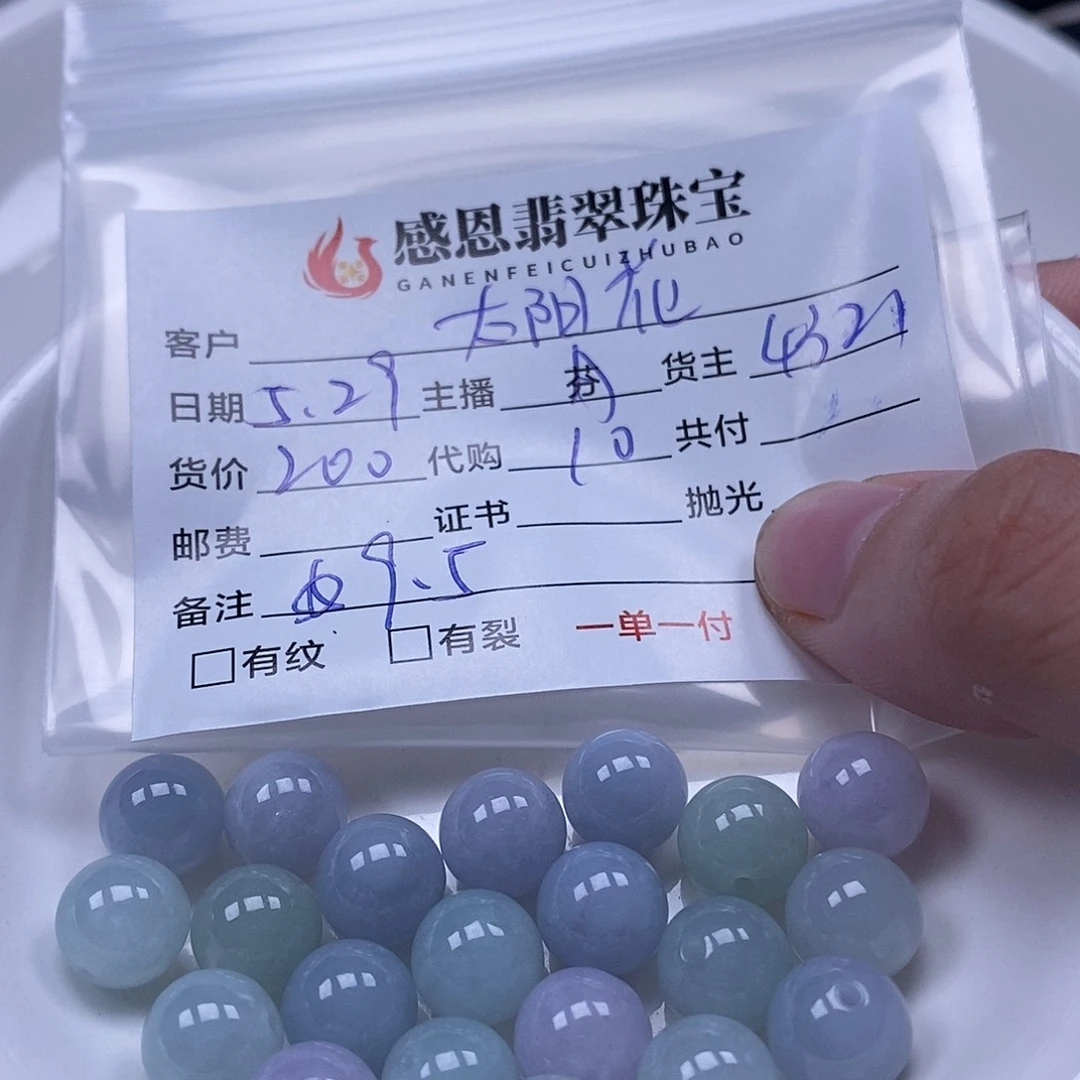 感恩翡翠珠宝
GANENFEICUIZHUBAO
客户 太阳花
日期 5.29 主播 芬 货主 4321
货价 200 代购 10 共付
邮费 证书 抛光
备注 9.5
□有纹 □有裂 一单一付